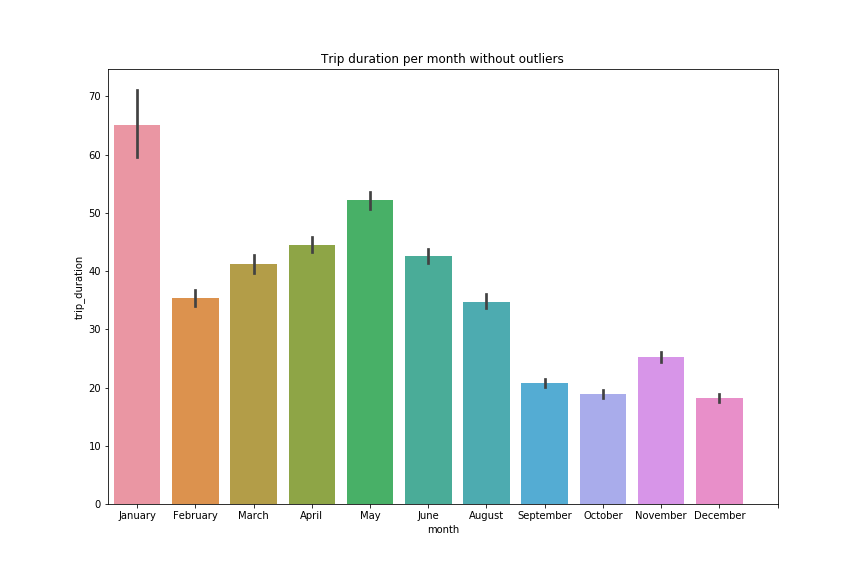 Trip duration per month without outliers
trip_duration
70
60
50
40
30
20
10
0
January February March April May June August September October November December
month